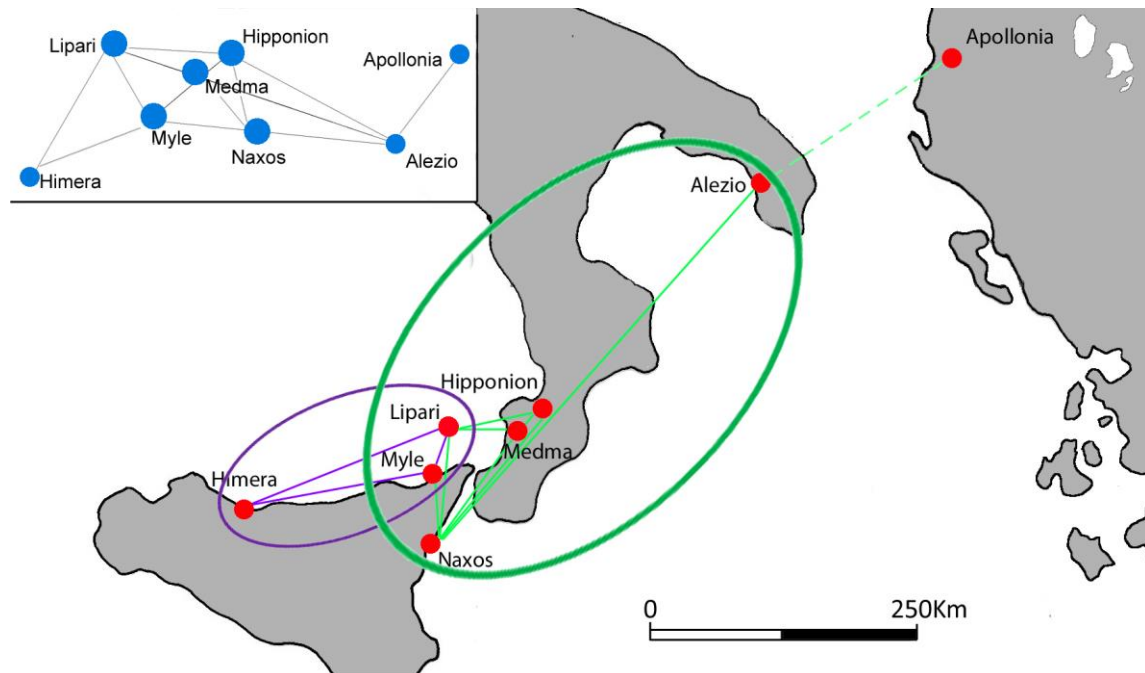 Lipari
Hipponion
Apollonia
Medma
Myle
Naxos
Alezio
Himera
Apollonia
Alezio
Hipponion
Lipari
Medma
Myle
Himera
Naxos
0 250Km